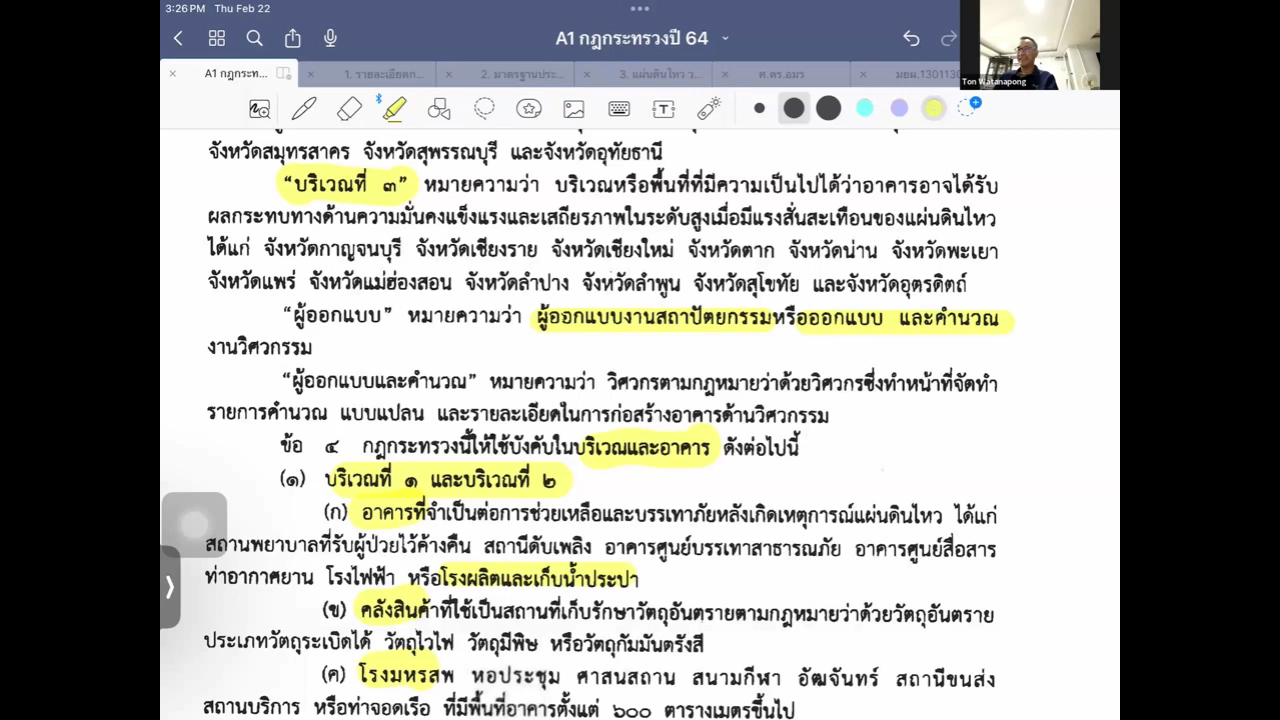 3:26 PM Thu Feb 22
A1 กฎกระทรวงปี 64
A1 กฎกระทร...
1. รายละเอียดก...
2. มาตรฐานประ...
3. แผ่นดินไหว ว...
ศ.ดร.อมร
มยผ.1301130
Ton Watanapong
จังหวัดสมุทรสาคร จังหวัดสุพรรณบุรี และจังหวัดอุทัยธานี
“บริเวณที่ ๓” หมายความว่า บริเวณหรือพื้นที่ที่มีความเป็นไปได้ว่าอาคารอาจได้รับ
ผลกระทบทางด้านความมั่นคงแข็งแรงและเสถียรภาพในระดับสูงเมื่อมีแรงสั่นสะเทือนของแผ่นดินไหว
ได้แก่ จังหวัดกาญจนบุรี จังหวัดเชียงราย จังหวัดเชียงใหม่ จังหวัดตาก จังหวัดน่าน จังหวัดพะเยา
จังหวัดแพร่ จังหวัดแม่ฮ่องสอน จังหวัดลำปาง จังหวัดลำพูน จังหวัดสุโขทัย และจังหวัดอุตรดิตถ์
“ผู้ออกแบบ” หมายความว่า ผู้ออกแบบงานสถาปัตยกรรมหรือออกแบบ และคำนวณ
งานวิศวกรรม
“ผู้ออกแบบและคำนวณ” หมายความว่า วิศวกรตามกฎหมายว่าด้วยวิศวกรซึ่งทำหน้าที่จัดทำ
รายการคำนวณ แบบแปลน และรายละเอียดในการก่อสร้างอาคารด้านวิศวกรรม
ข้อ ๔ กฎกระทรวงนี้ให้ใช้บังคับในบริเวณและอาคาร ดังต่อไปนี้
(๑) บริเวณที่ ๑ และบริเวณที่ ๒
(ก) อาคารที่จำเป็นต่อการช่วยเหลือและบรรเทาภัยหลังเกิดเหตุการณ์แผ่นดินไหว ได้แก่
สถานพยาบาลที่รับผู้ป่วยไว้ค้างคืน สถานีดับเพลิง อาคารศูนย์บรรเทาสาธารณภัย อาคารศูนย์สื่อสาร
ท่าอากาศยาน โรงไฟฟ้า หรือโรงผลิตและเก็บน้ำประปา
(ข) คลังสินค้าที่ใช้เป็นสถานที่เก็บรักษาวัตถุอันตรายตามกฎหมายว่าด้วยวัตถุอันตราย
ประเภทวัตถุระเบิดได้ วัตถุไวไฟ วัตถุมีพิษ หรือวัตถุกัมมันตรังสี
(ค) โรงมหรสพ หอประชุม ศาสนสถาน สนามกีฬา อัฒจันทร์ สถานีขนส่ง
สถานบริการ หรือท่าจอดเรือ ที่มีพื้นที่อาคารตั้งแต่ ๖๐๐ ตารางเมตรขึ้นไป